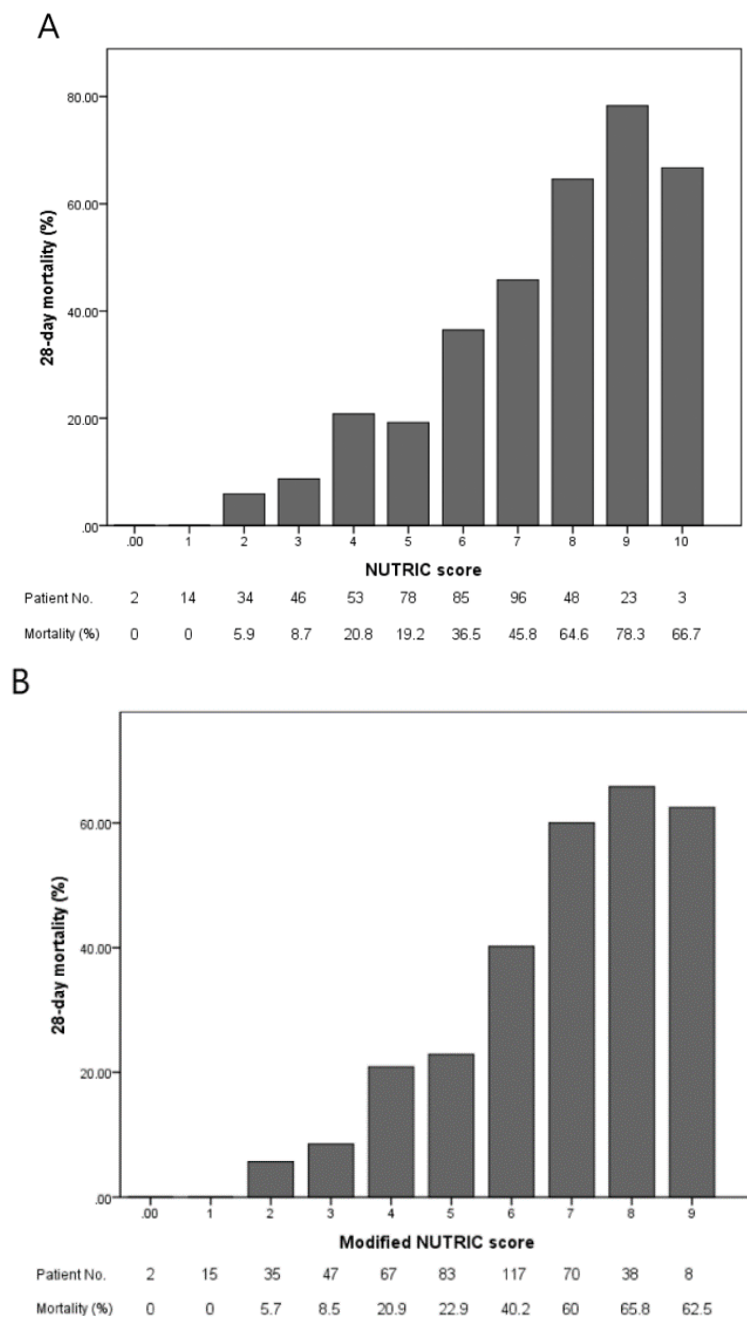 A
80.00
60.00
40.00
20.00
.00
28-day mortality (%)
.00 1 2 3 4 5 6 7 8 9 10
NUTRIC score
Patient No. 2 14 34 46 53 78 85 96 48 23 3
Mortality (%) 0 0 5.9 8.7 20.8 19.2 36.5 45.8 64.6 78.3 66.7
B
60.00
40.00
20.00
.00
28-day mortality (%)
.00 1 2 3 4 5 6 7 8 9
Modified NUTRIC score
Patient No. 2 15 35 47 67 83 117 70 38 8
Mortality (%) 0 0 5.7 8.5 20.9 22.9 40.2 60 65.8 62.5